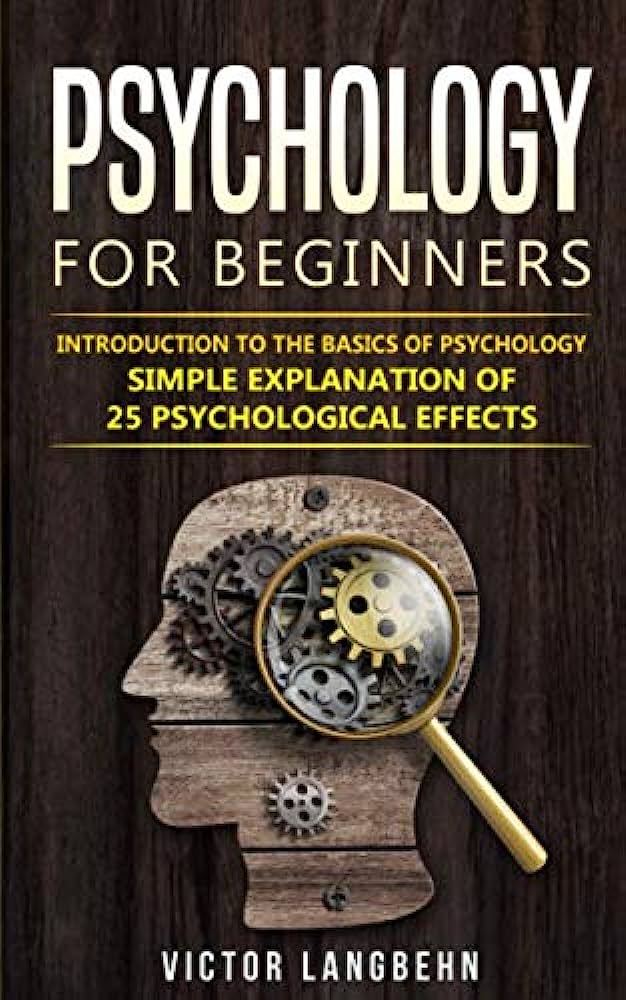 PSYCHOLOGY
FOR BEGINNERS
INTRODUCTION TO THE BASICS OF PSYCHOLOGY
SIMPLE EXPLANATION OF
25 PSYCHOLOGICAL EFFECTS
VICTOR LANGBEHN